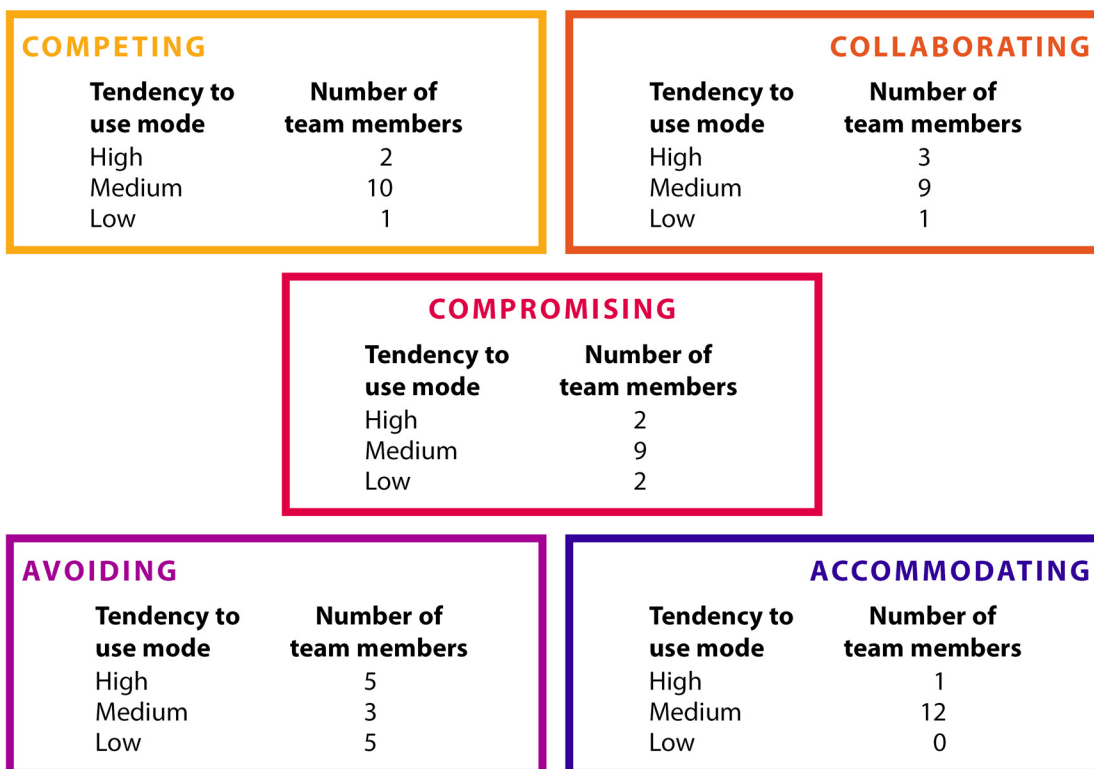 COMPETING
Tendency to use mode Number of team members
High 2
Medium 10
Low 1
COLLABORATING
Tendency to use mode Number of team members
High 3
Medium 9
Low 1
COMPROMISING
Tendency to use mode Number of team members
High 2
Medium 9
Low 2
AVOIDING
Tendency to use mode Number of team members
High 5
Medium 3
Low 5
ACCOMMODATING
Tendency to use mode Number of team members
High 1
Medium 12
Low 0